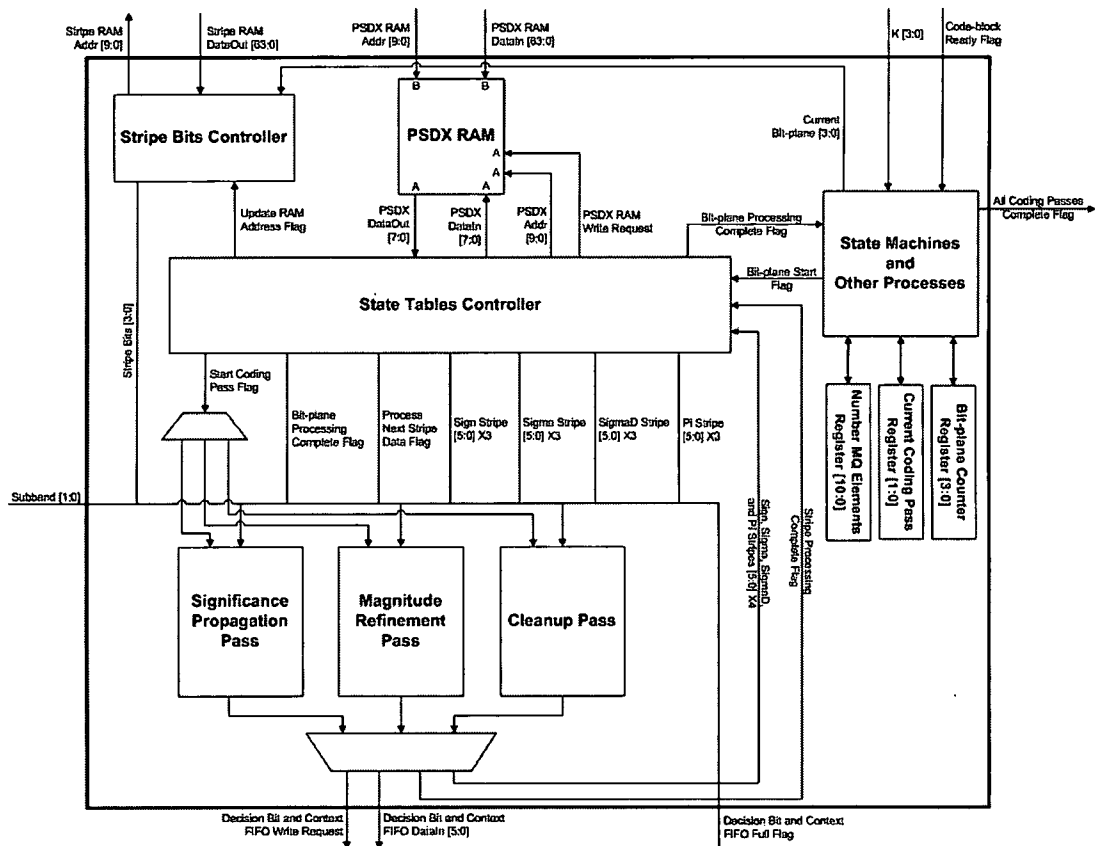 Stripe RAM
Addr [9:0]
Stripe RAM
DataOut [63:0]
PSDX RAM
Addr [9:0]
PSDX RAM
DataIn [63:0]
K [3:0]
Code-block
Ready Flag
B
B
PSDX RAM
A
A
A
A
Stripe Bits Controller
Current
Bit-plane [3:0]
Update RAM
Address Flag
PSDX
DataOut
[7:0]
PSDX
DataIn
[7:0]
PSDX
Addr
[9:0]
PSDX RAM
Write Request
Bit-plane Processing
Complete Flag
State Machines
and
Other Processes
All Coding Passes
Complete Flag
Bit-plane Start
Flag
State Tables Controller
Stripe Bits [3:0]
Start Coding
Pass Flag
Bit-plane
Processing
Complete Flag
Process
Next Stripe
Data Flag
Sign Stripe
[5:0] X3
Sigma Stripe
[5:0] X3
SigmaD Stripe
[5:0] X3
Pi Stripe
[5:0] X3
Number MQ Elements
Register [10:0]
Current Coding Pass
Register [1:0]
Bit-plane Counter
Register [3:0]
Subband [1:0]
Sign, Sigma, SigmaD,
and Pi Stripes [5:0] X4
Stripe Processing
Complete Flag
Significance
Propagation
Pass
Magnitude
Refinement
Pass
Cleanup Pass
Decision Bit and Context
FIFO Write Request
Decision Bit and Context
FIFO DataIn [5:0]
Decision Bit and Context
FIFO Full Flag